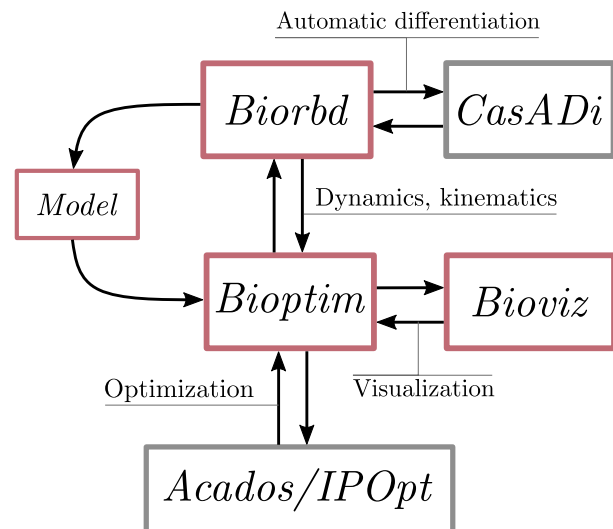 Automatic differentiation
Biorbd
CasADi
Model
Dynamics, kinematics
Bioptim
Bioviz
Optimization
Visualization
Acados/IPOpt